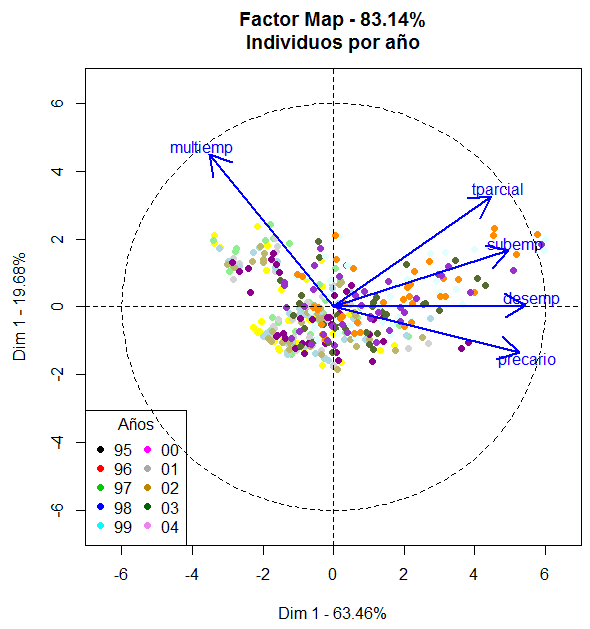 Factor Map - 83.14%
Individuos por año
6
4
2
0
-2
-4
-6
Dim 1 - 19.68%
multiemp
tparcial
subemp
desemp
precario
Años
95 00
96 01
97 02
98 03
99 04
-6 -4 -2 0 2 4 6
Dim 1 - 63.46%